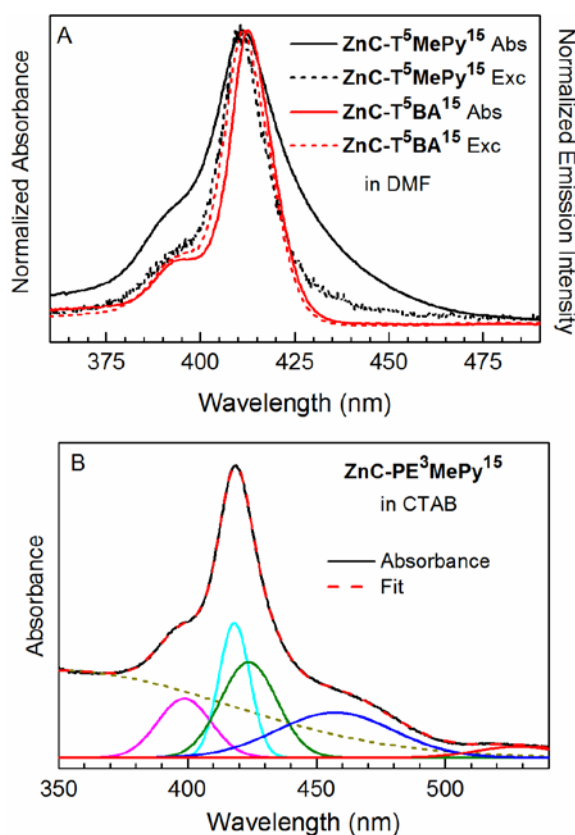 A
ZnC-T⁵MePy¹⁵ Abs
ZnC-T⁵MePy¹⁵ Exc
ZnC-T⁵BA¹⁵ Abs
ZnC-T⁵BA¹⁵ Exc
in DMF
Normalized Absorbance
Normalized Emission Intensity
375 400 425 450 475
Wavelength (nm)
B
ZnC-PE³MePy¹⁵
in CTAB
Absorbance
Fit
Absorbance
350 400 450 500
Wavelength (nm)